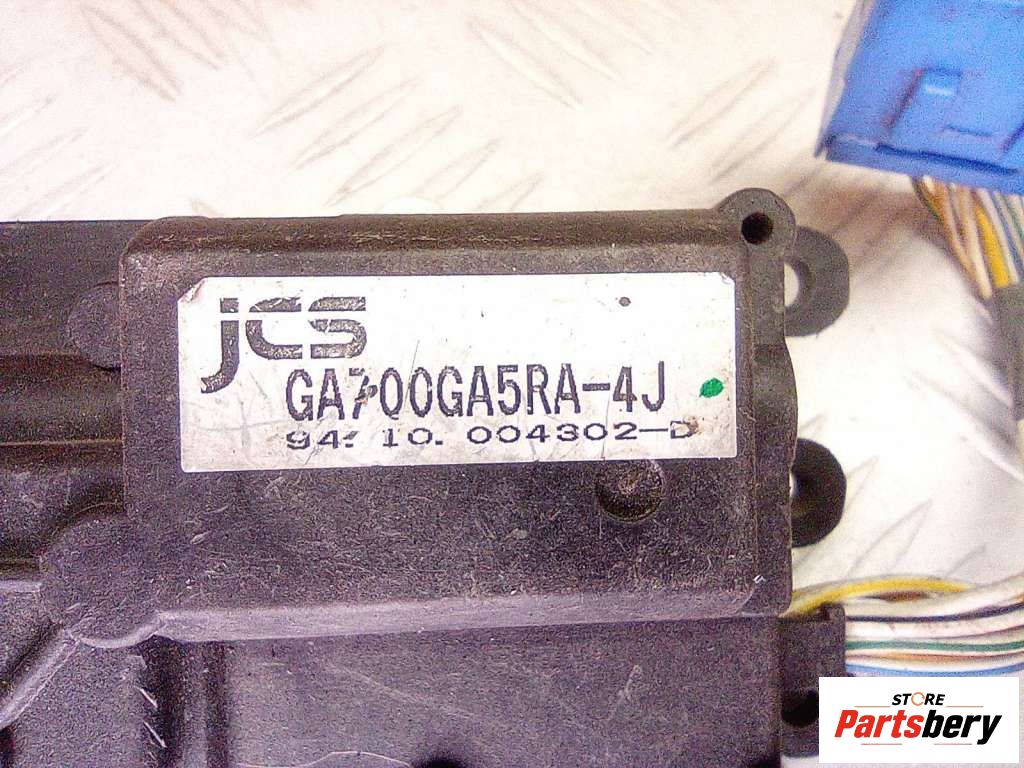 JCS
GA700GA5RA-4J
94. 10. 004302-D
STORE
Partsbery